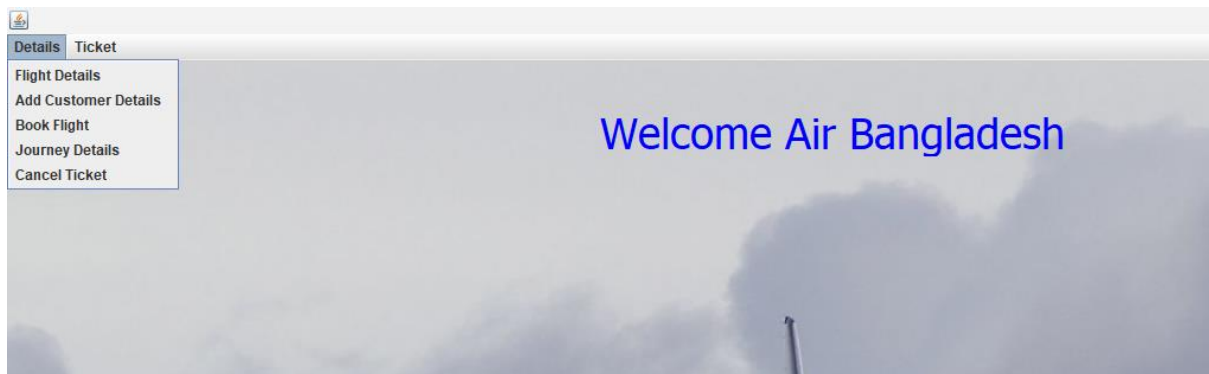 Details Ticket
Flight Details
Add Customer Details
Book Flight
Journey Details
Cancel Ticket
Welcome Air Bangladesh